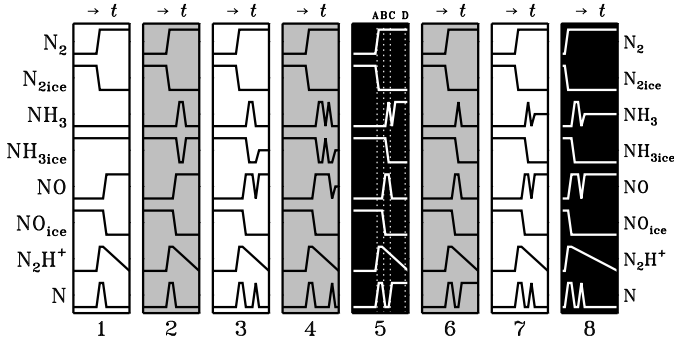 → t → t → t → t → t → t → t → t
A B C D
N₂ N₂
N₂ice N₂ice
NH₃ NH₃
NH₃ice NH₃ice
NO NO
NOice NOice
N₂H⁺ N₂H⁺
N N
1 2 3 4 5 6 7 8